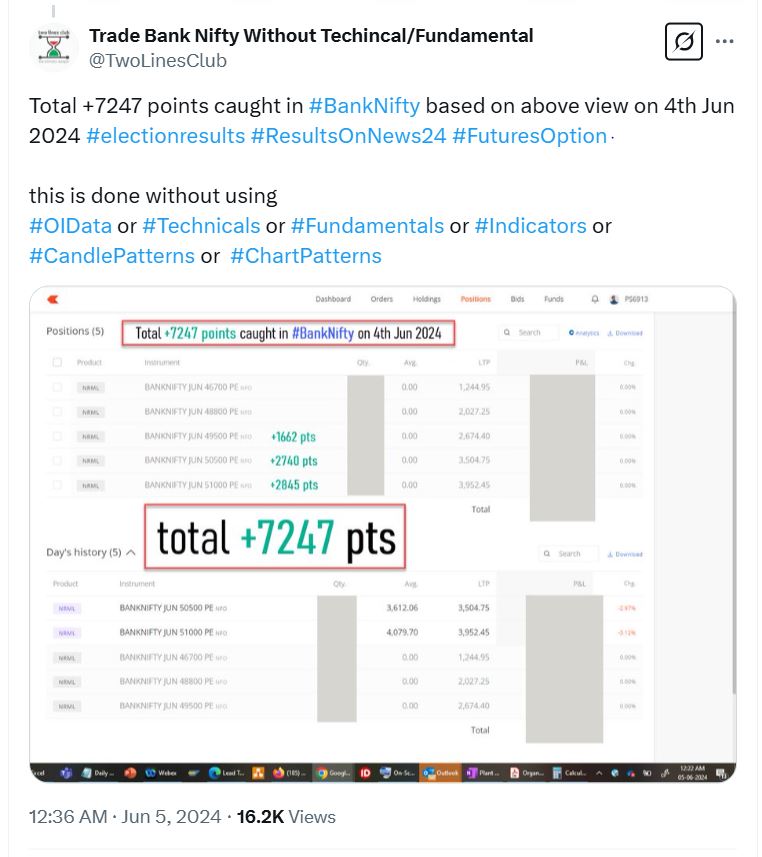 Trade Bank Nifty Without Techincal/Fundamental
@TwoLinesClub
Total +7247 points caught in #BankNifty based on above view on 4th Jun
2024 #electionresults #ResultsOnNews24 #FuturesOption .
this is done without using
#OIData or #Technicals or #Fundamentals or #Indicators or
#CandlePatterns or #ChartPatterns
Dashboard Orders Holdings Positions Bids Funds PS6913
Positions (5) Total +7247 points caught in #BankNifty on 4th Jun 2024 Search Analytics Download
Product Instrument Qty. Avg. LTP P&L Chg.
NRML BANKNIFTY JUN 46700 PE NFO 0.00 1,244.95 0.00%
NRML BANKNIFTY JUN 48800 PE NFO 0.00 2,027.25 0.00%
NRML BANKNIFTY JUN 49500 PE NFO +1662 pts 0.00 2,674.40 0.00%
NRML BANKNIFTY JUN 50500 PE NFO +2740 pts 0.00 3,504.75 0.00%
NRML BANKNIFTY JUN 51000 PE NFO +2845 pts 0.00 3,952.45 0.00%
Total
total +7247 pts
Day's history (5) Search Download
Product Instrument Qty. Avg. LTP P&L Chg.
NRML BANKNIFTY JUN 50500 PE NFO 3,612.06 3,504.75 -2.97%
NRML BANKNIFTY JUN 51000 PE NFO 4,079.70 3,952.45 -3.12%
NRML BANKNIFTY JUN 46700 PE NFO 0.00 1,244.95 0.00%
NRML BANKNIFTY JUN 48800 PE NFO 0.00 2,027.25 0.00%
NRML BANKNIFTY JUN 49500 PE NFO 0.00 2,674.40 0.00%
Total
Daily... Webex Lead T... (185)... Googl... On-Sc... Outlook Plant... Organ... Calcul... 12:22 AM
05-06-2024
12:36 AM · Jun 5, 2024 · 16.2K Views